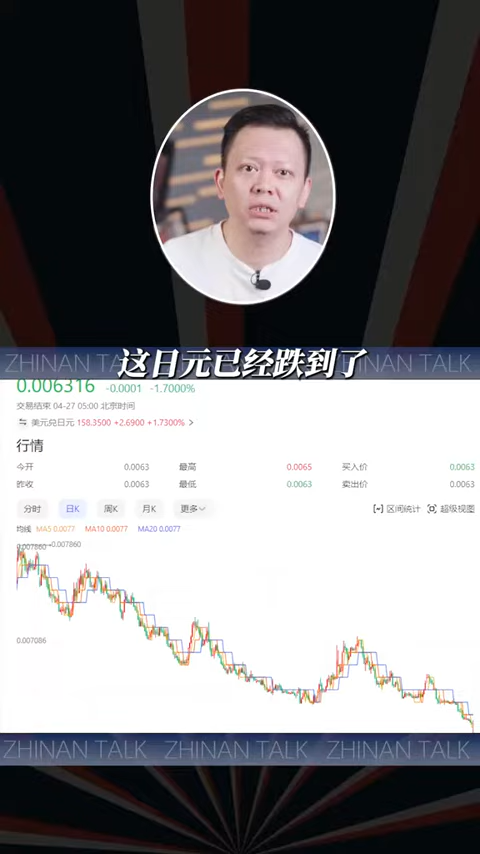 ZHINAN TALK
这日元已经跌到了
NAN TALK
0.006316 -0.0001 -1.7000%
交易结束 04-27 05:00 北京时间
美元兑日元 158.3500 +2.6900 +1.7300% >
行情
今开 0.0063 最高 0.0065 买入价 0.0063
昨收 0.0063 最低 0.0063 卖出价 0.0063
分时 日K 周K 月K 更多 区间统计 超级视图
均线 MA5 0.0077 MA10 0.0077 MA20 0.0077
0.007860 0.007860
0.007086
ZHINAN TALK ZHINAN TALK ZHINAN TALK